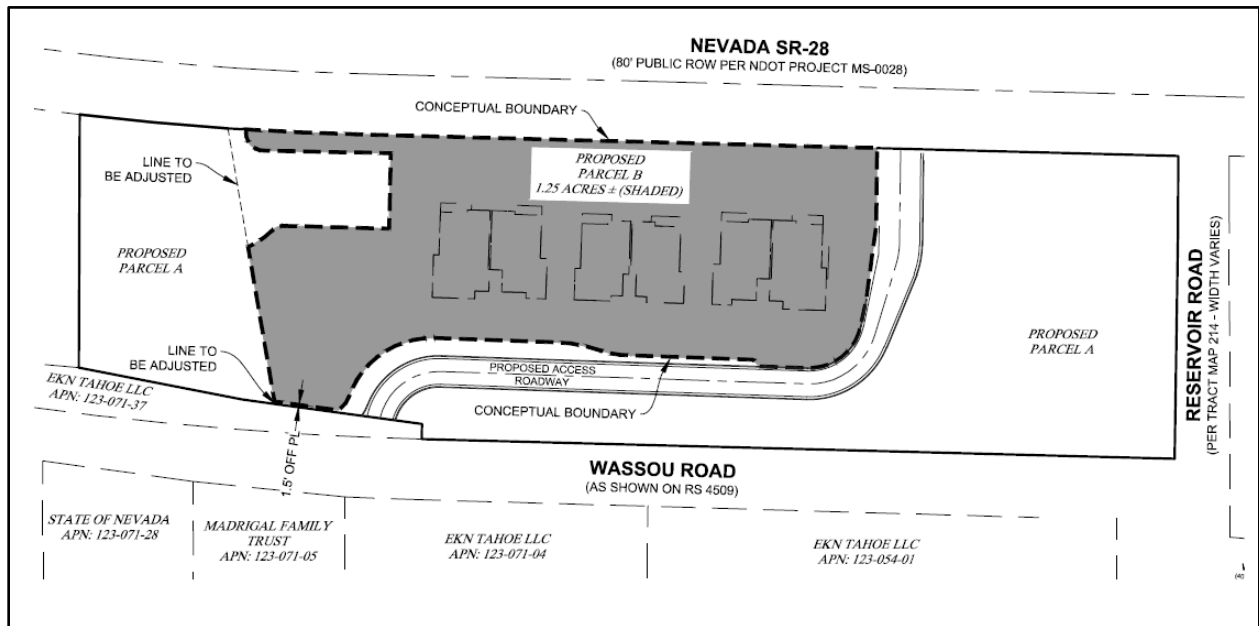 NEVADA SR-28
(80' PUBLIC ROW PER NDOT PROJECT MS-0028)
CONCEPTUAL BOUNDARY
LINE TO
BE ADJUSTED
PROPOSED
PARCEL B
1.25 ACRES ± (SHADED)
PROPOSED
PARCEL A
RESERVOIR ROAD
(PER TRACT MAP 214 - WIDTH VARIES)
PROPOSED
PARCEL A
LINE TO
BE ADJUSTED
PROPOSED ACCESS
ROADWAY
EKN TAHOE LLC
APN: 123-071-37
CONCEPTUAL BOUNDARY
1.5' OFF PL
WASSOU ROAD
(AS SHOWN ON RS 4509)
STATE OF NEVADA
APN: 123-071-28
MADRIGAL FAMILY
TRUST
APN: 123-071-05
EKN TAHOE LLC
APN: 123-071-04
EKN TAHOE LLC
APN: 123-054-01